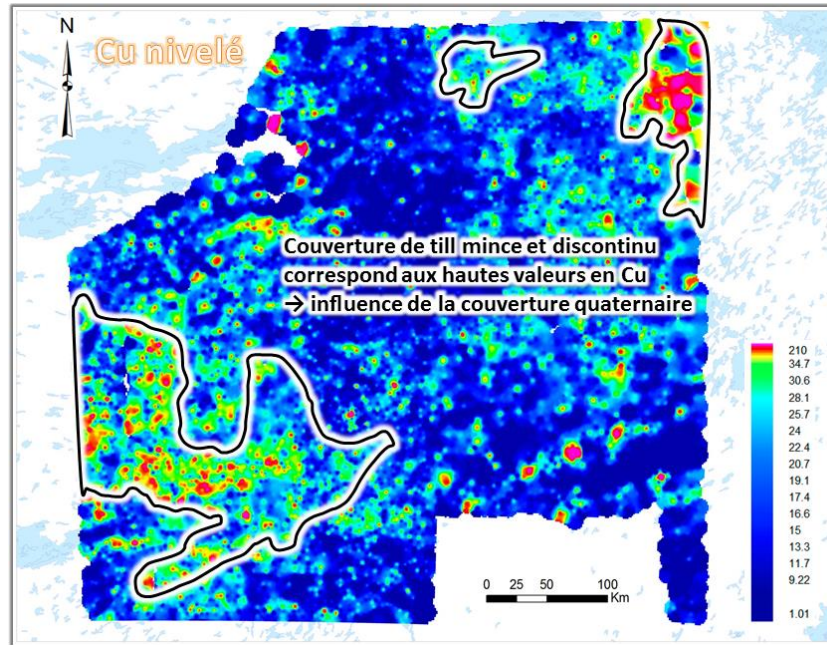 N
Cu nivelé
Couverture de till mince et discontinu
correspond aux hautes valeurs en Cu
→ influence de la couverture quaternaire
210
34.7
30.6
28.1
25.7
24
22.4
20.7
19.1
17.4
16.6
15
13.3
11.7
9.22
1.01
0 25 50 100
Km